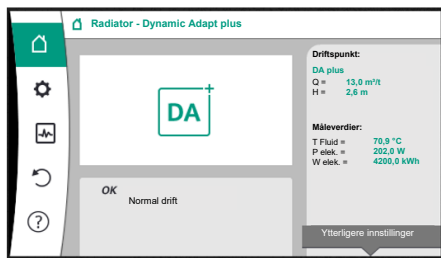 Radiator - Dynamic Adapt plus
DA+
OK
Normal drift
Driftspunkt:
DA plus
Q = 13,0 m³/t
H = 2,6 m
Måleverdier:
T Fluid = 70,9 °C
P elek. = 202,0 W
W elek. = 4200,0 kWh
Ytterligere innstillinger
?